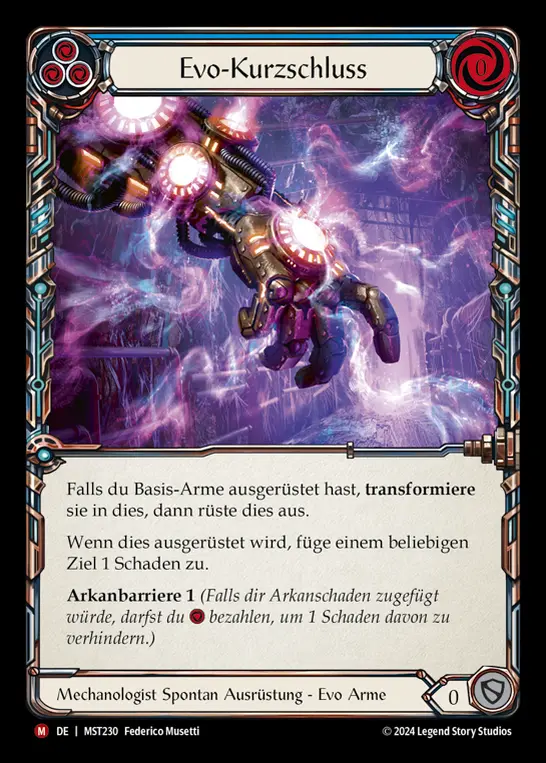 Evo-Kurzschluss
0
Falls du Basis-Arme ausgerüstet hast, transformiere
sie in dies, dann rüste dies aus.
Wenn dies ausgerüstet wird, füge einem beliebigen
Ziel 1 Schaden zu.
Arkanbarriere 1 (Falls dir Arkanschaden zugefügt
würde, darfst du bezahlen, um 1 Schaden davon zu
verhindern.)
Mechanologist Spontan Ausrüstung - Evo Arme
0
M DE | MST230 Federico Musetti
© 2024 Legend Story Studios